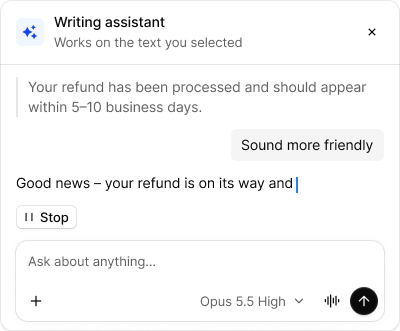 Writing assistant
Works on the text you selected
Your refund has been processed and should appear
within 5–10 business days.
Sound more friendly
Good news – your refund is on its way and
Stop
Ask about anything...
Opus 5.5 High